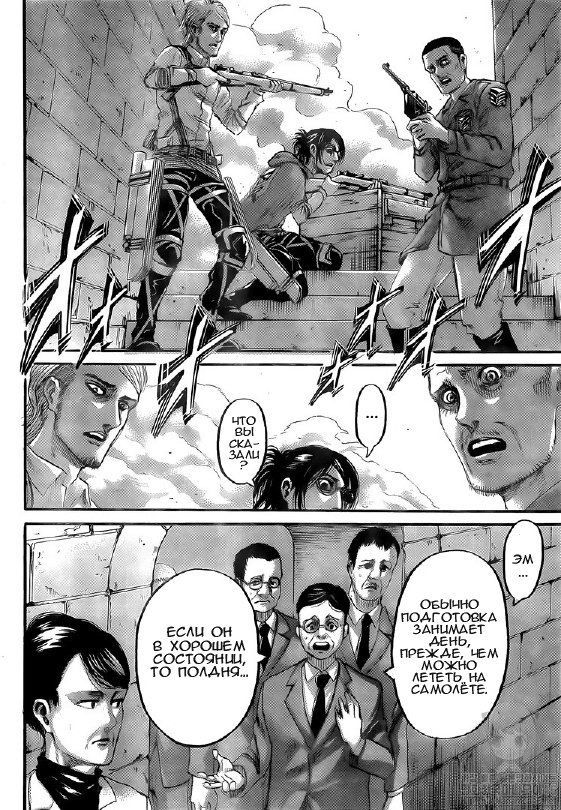 ...
ЧТО
ВЫ
СКА-
ЗАЛИ
?
ЭМ
...
ОБЫЧНО
ПОДГОТОВКА
ЗАНИМАЕТ
ДЕНЬ,
ПРЕЖДЕ, ЧЕМ
МОЖНО
ЛЕТЕТЬ НА
САМОЛЁТЕ.
ЕСЛИ ОН
В ХОРОШЕМ
СОСТОЯНИИ,
ТО ПОЛДНЯ...